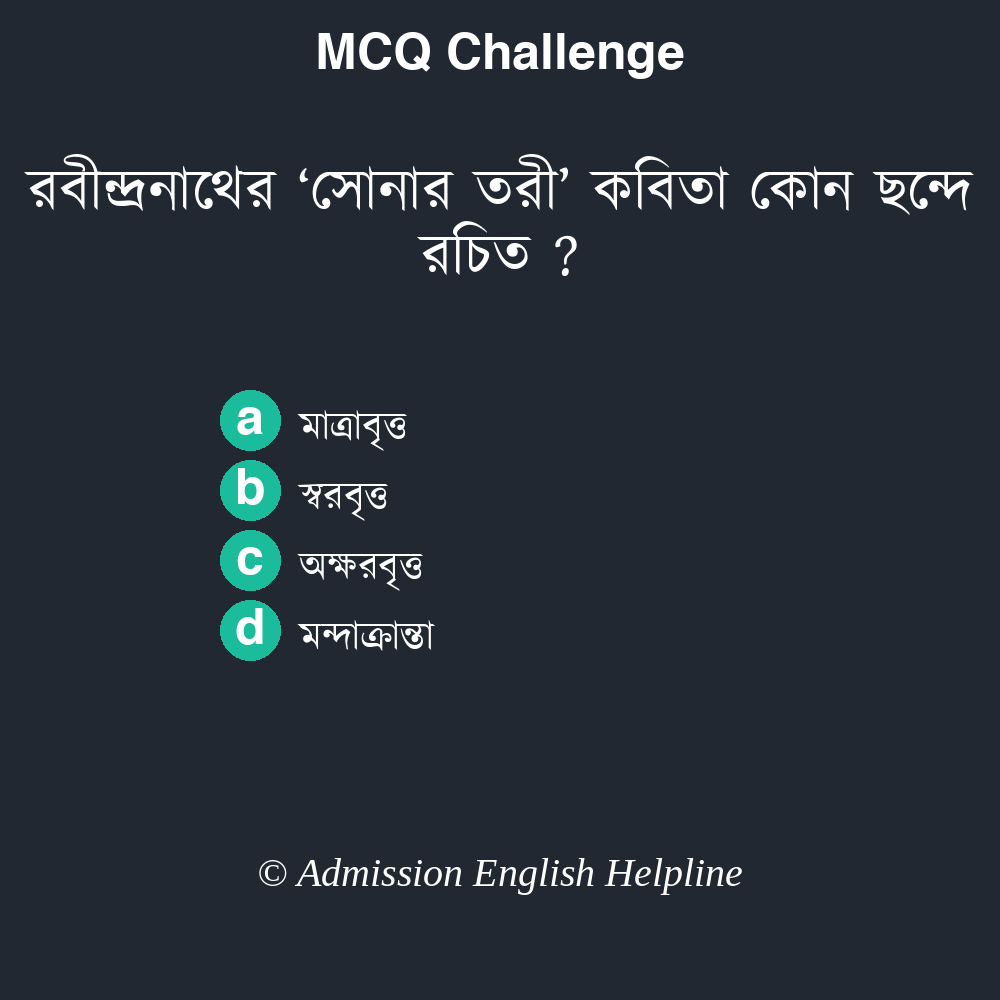 MCQ Challenge
রবীন্দ্রনাথের ‘সোনার তরী’ কবিতা কোন ছন্দে
রচিত ?
a মাত্রাবৃত্ত
b স্বরবৃত্ত
c অক্ষরবৃত্ত
d মন্দাক্রান্তা
© Admission English Helpline